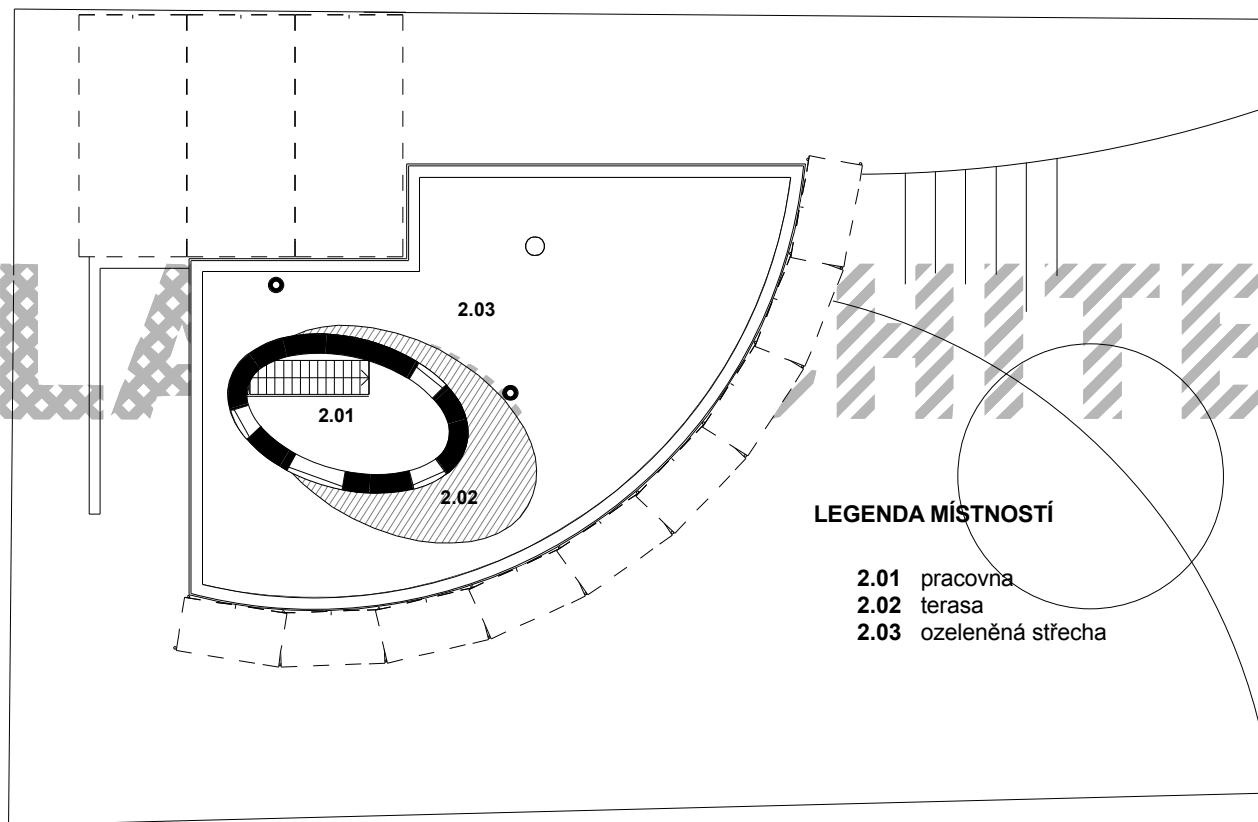 2.03
2.01
2.02
LEGENDA MÍSTNOSTÍ
2.01 pracovna
2.02 terasa
2.03 ozeleněná střecha